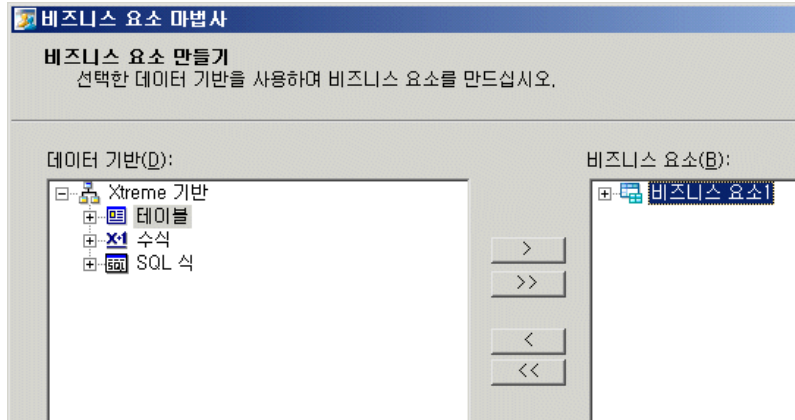 비즈니스 요소 마법사
비즈니스 요소 만들기
선택한 데이터 기반을 사용하여 비즈니스 요소를 만드십시오.
데이터 기반(D):
비즈니스 요소(B):
Xtreme 기반
테이블
X+1 수식
SQL SQL 식
비즈니스 요소1
>
>>
<
<<